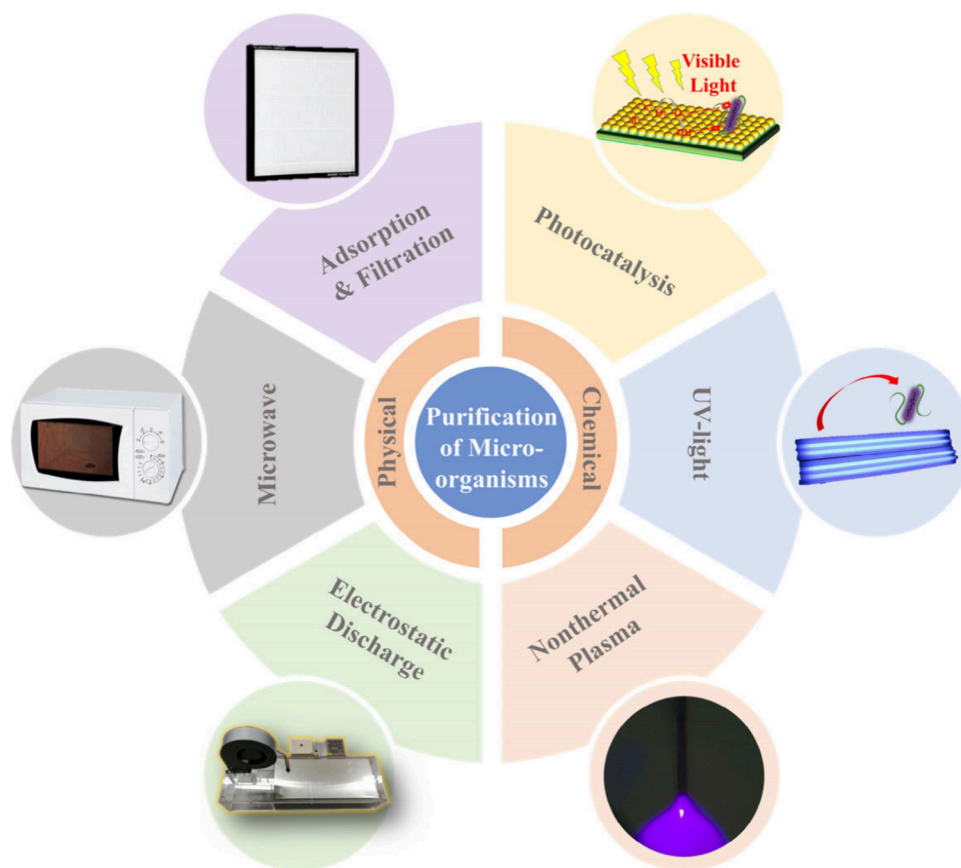 Visible
Light
Adsorption
& Filtration
Photocatalysis
Microwave
Physical
Purification
of Micro-
organisms
Chemical
UV-light
Electrostatic
Discharge
Nonthermal
Plasma